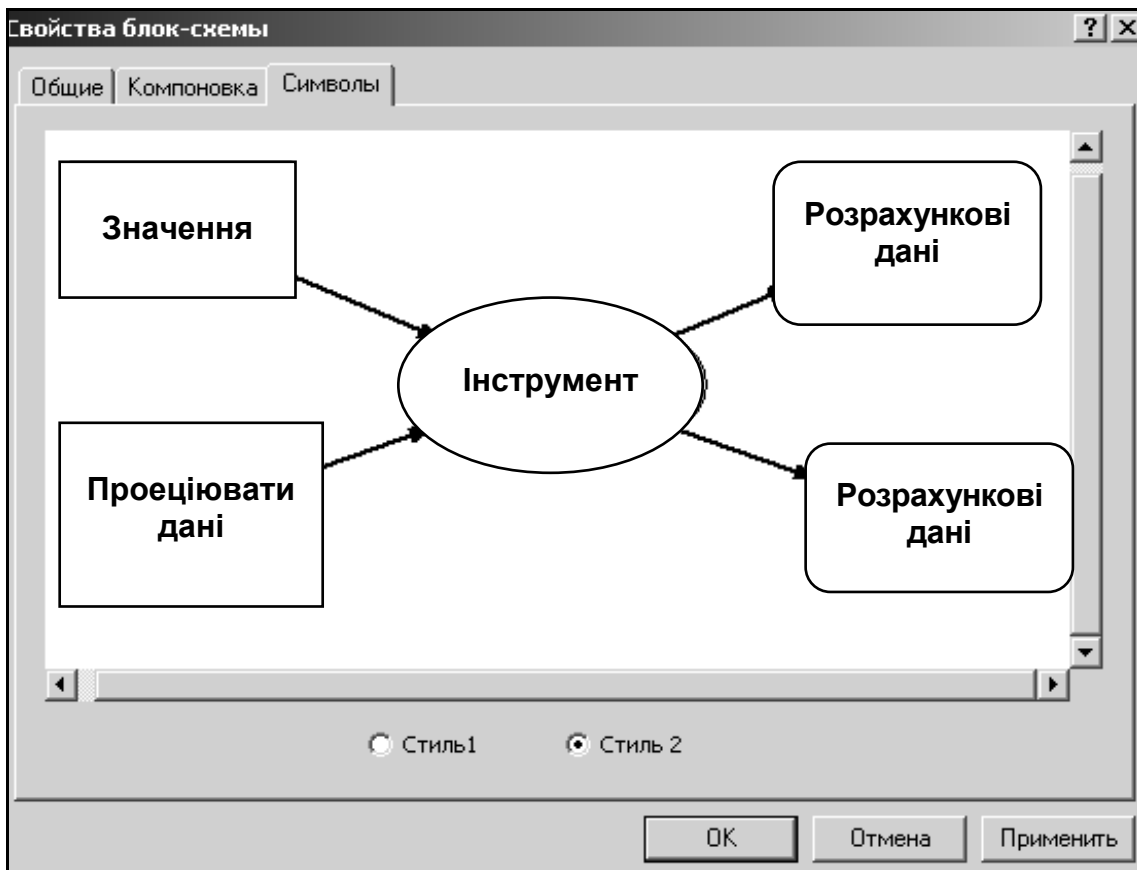 Свойства блок-схемы
Общие Компоновка Символы
Значення
Розрахункові
дані
Інструмент
Проеціювати
дані
Розрахункові
дані
Стиль1 Стиль 2
OK Отмена Применить